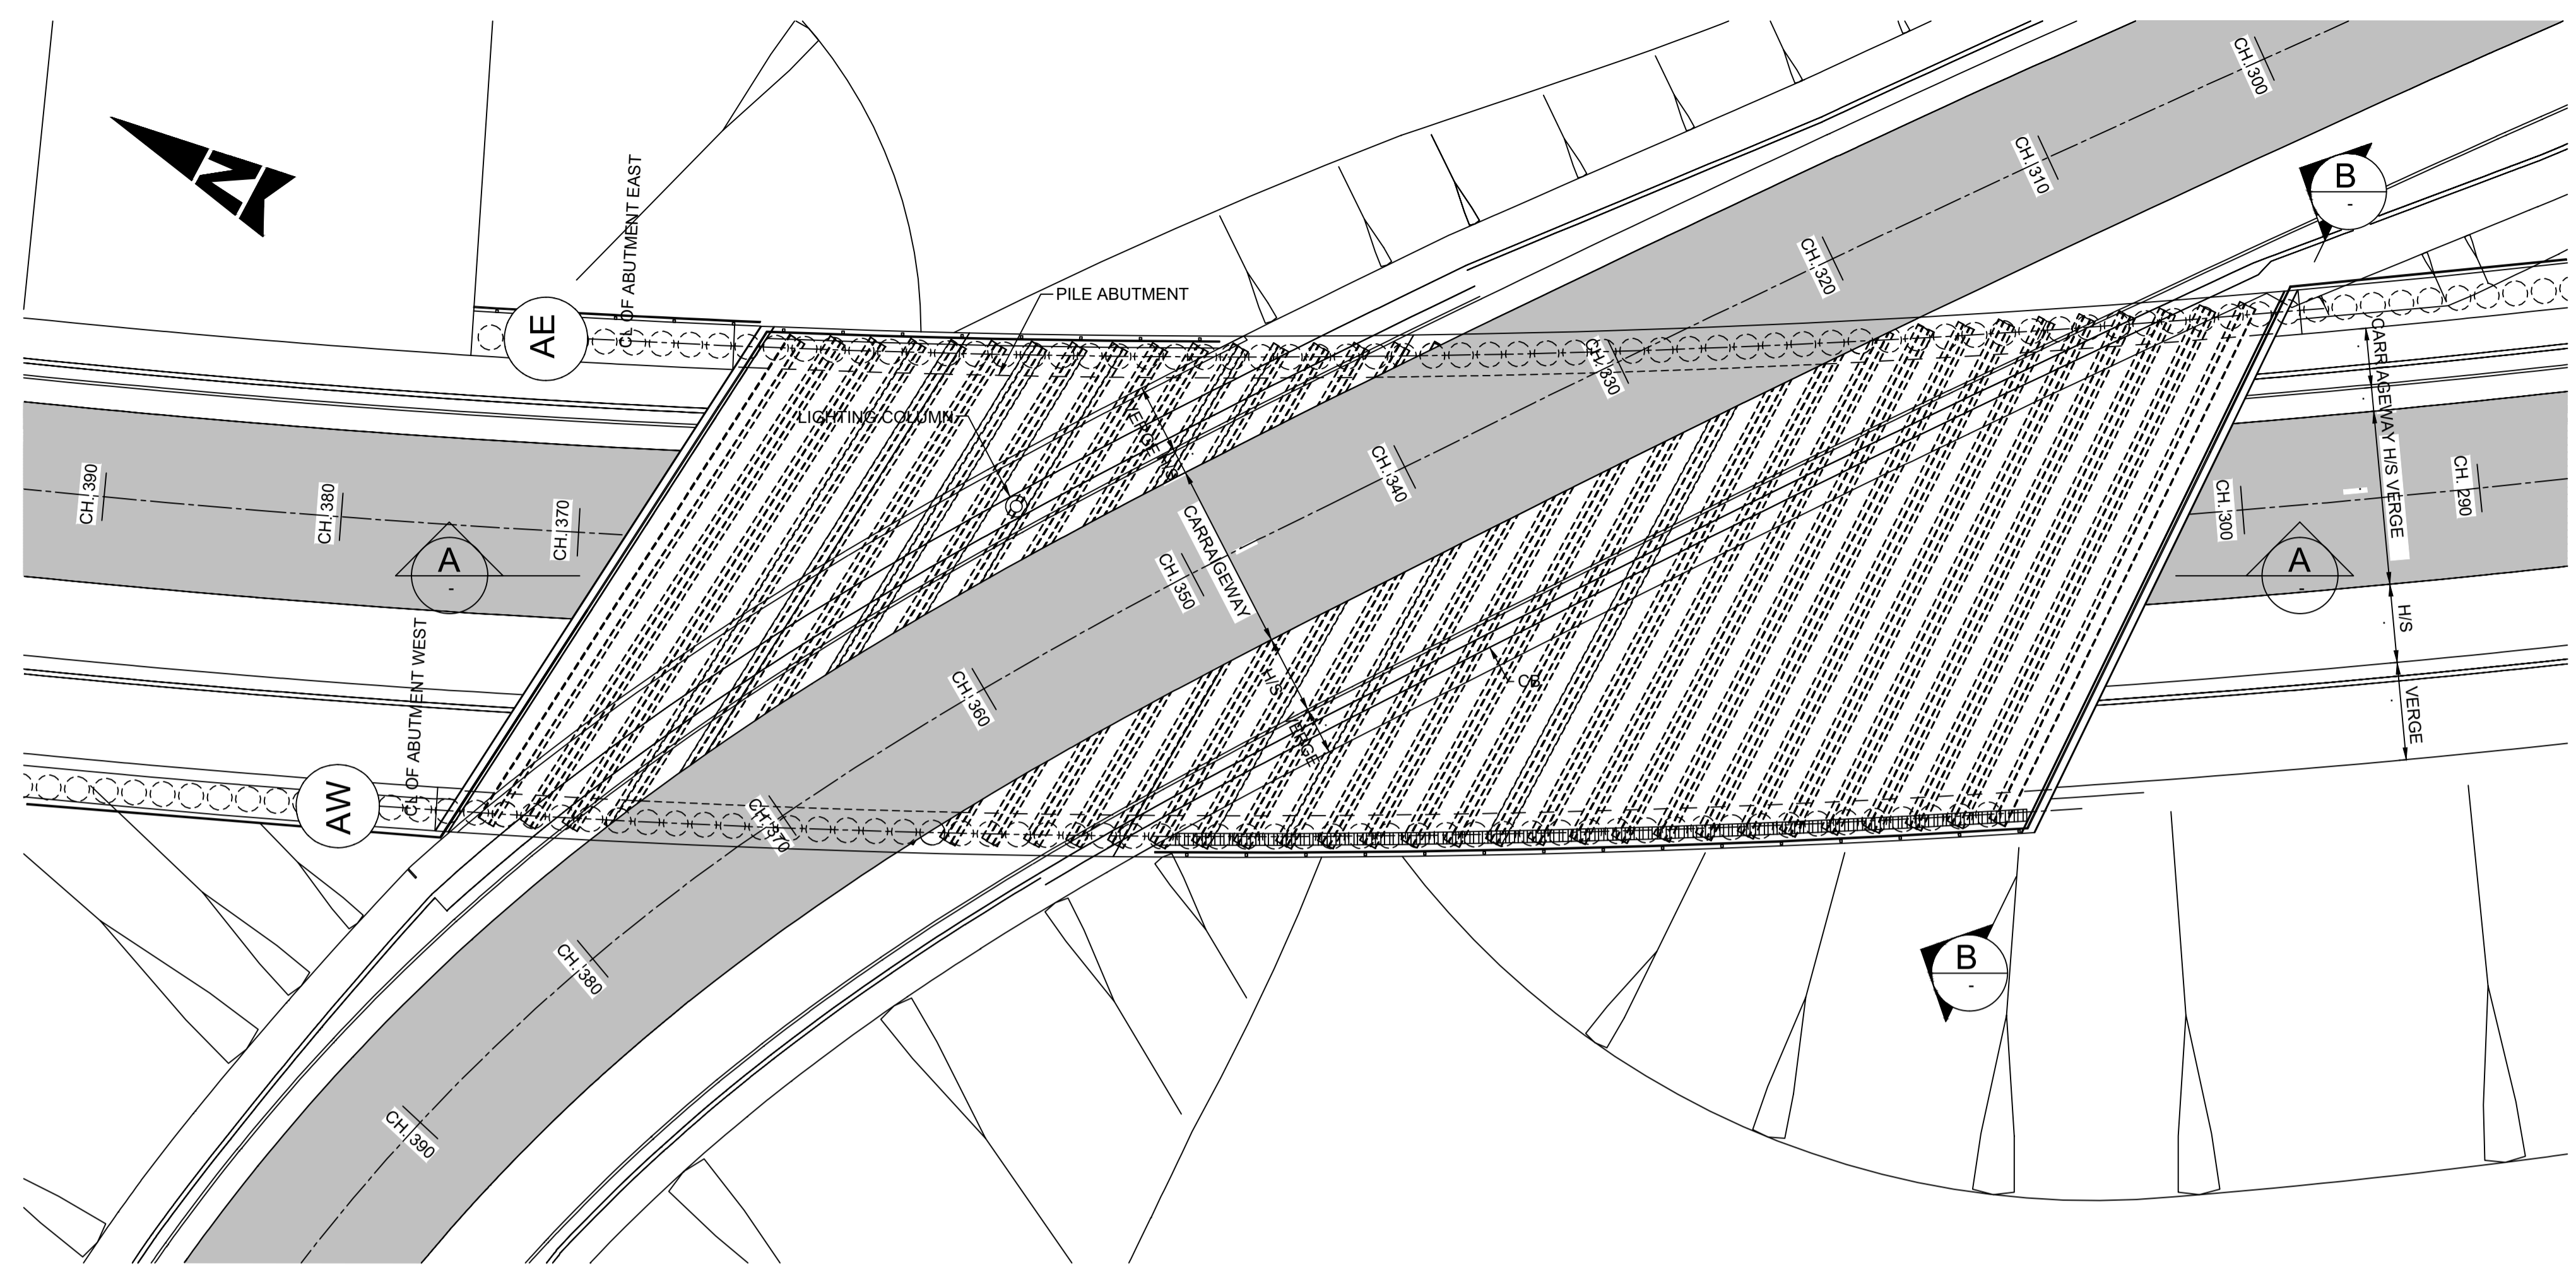 CH. 300
CH. 310
B
-
N
CL OF ABUTMENT EAST
CH. 320
PILE ABUTMENT
AE
CH. 330
CARRIAGEWAY H/S VERGE
LIGHTING COLUMN
VERGE H/S
CH. 340
CH. 390
CH. 380
CH. 370
CARRAIGEWAY
CH. 350
CH. 300
CH. 290
A
-
A
-
H/S
CL OF ABUTMENT WEST
CH. 360
H/S
CB
VERGE
VERGE
AW
CH. 370
CH. 380
B
-
CH. 390